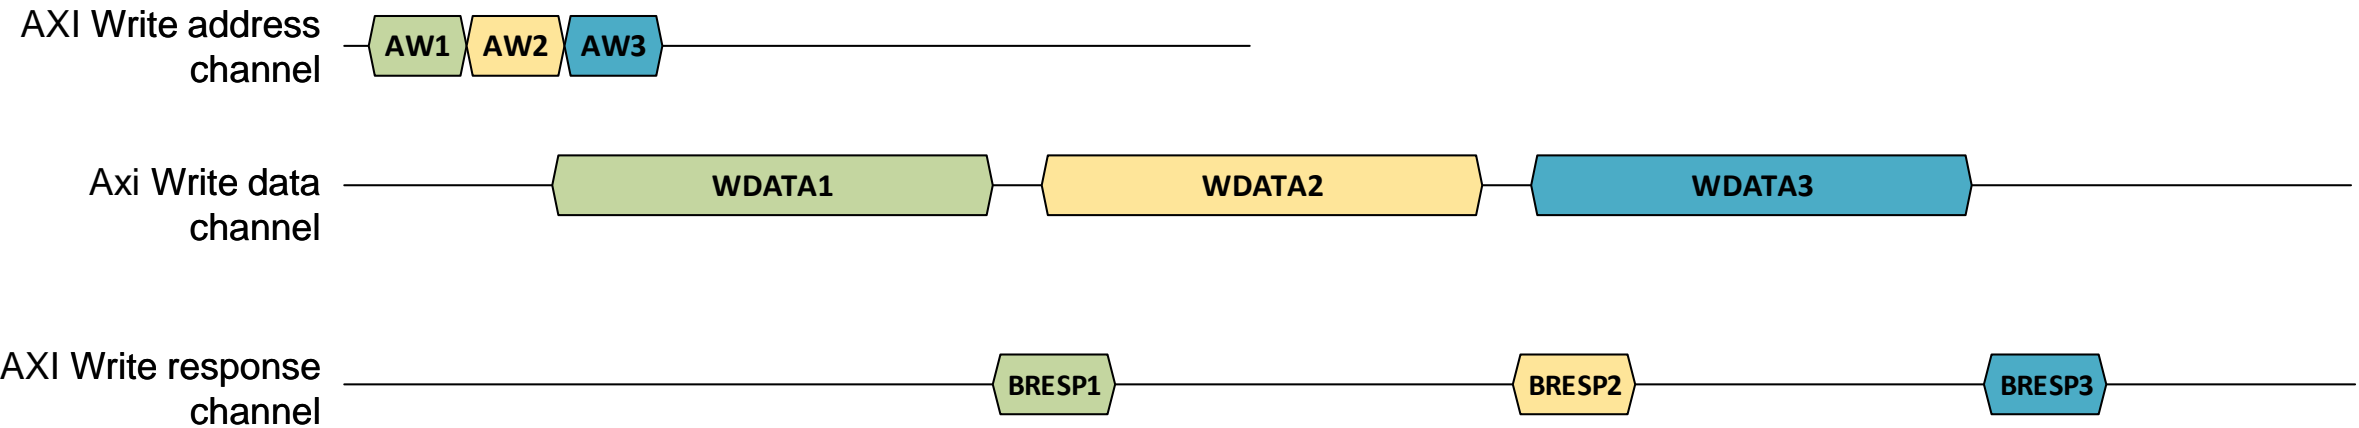 AXI Write address
channel
AW1 AW2 AW3
Axi Write data
channel
WDATA1 WDATA2 WDATA3
AXI Write response
channel
BRESP1 BRESP2 BRESP3